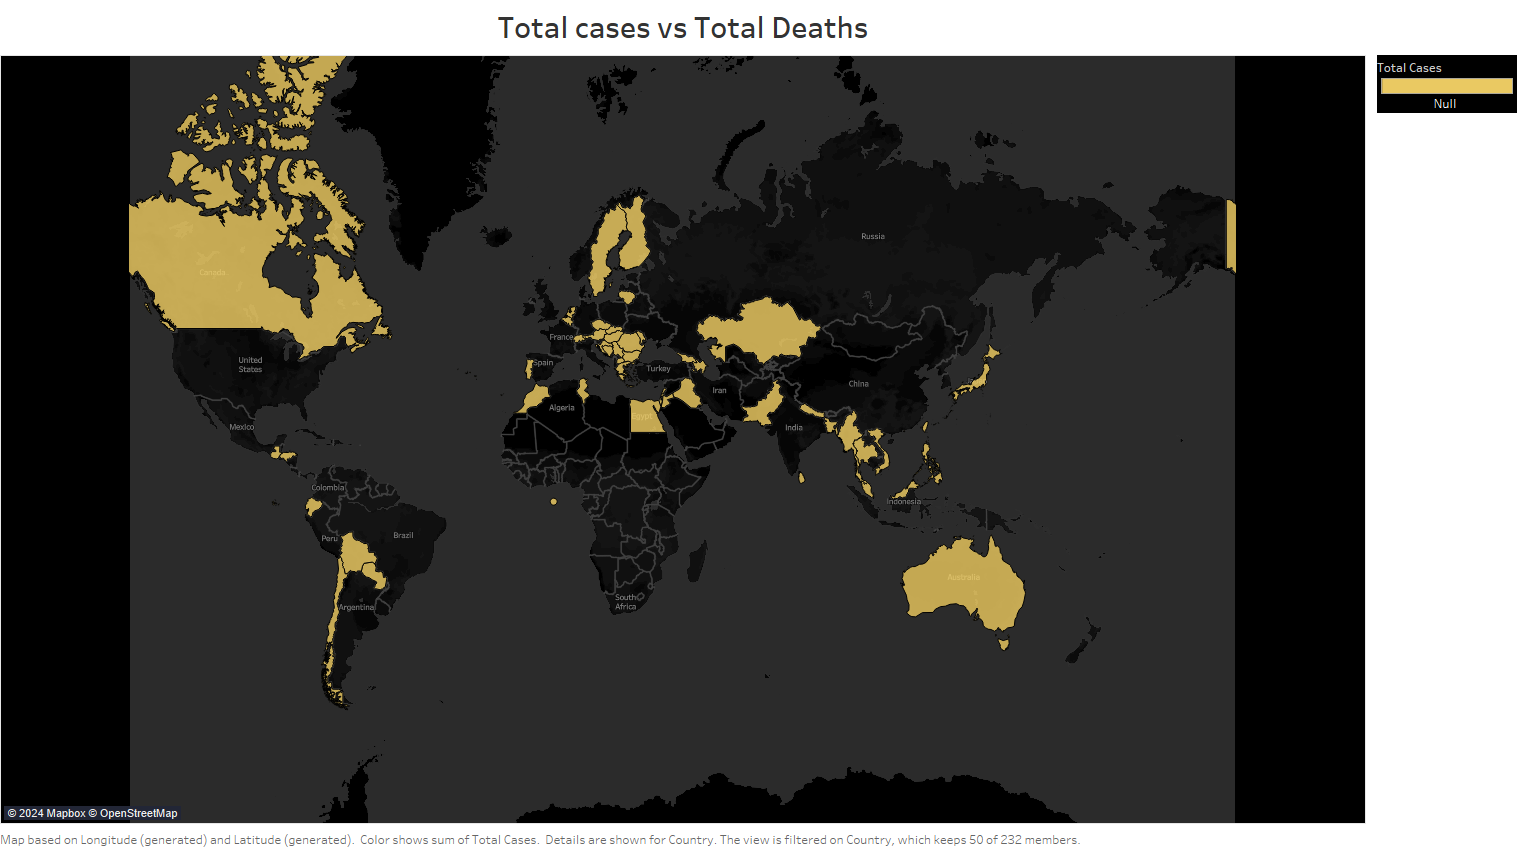 Total cases vs Total Deaths
Total Cases
Null
Canada
Russia
United
States
France
Spain
Turkey
Iran
China
Algeria
Egypt
Mexico
India
Colombia
Indonesia
Peru
Brazil
Australia
Argentina
South
Africa
© 2024 Mapbox © OpenStreetMap
Map based on Longitude (generated) and Latitude (generated). Color shows sum of Total Cases. Details are shown for Country. The view is filtered on Country, which keeps 50 of 232 members.